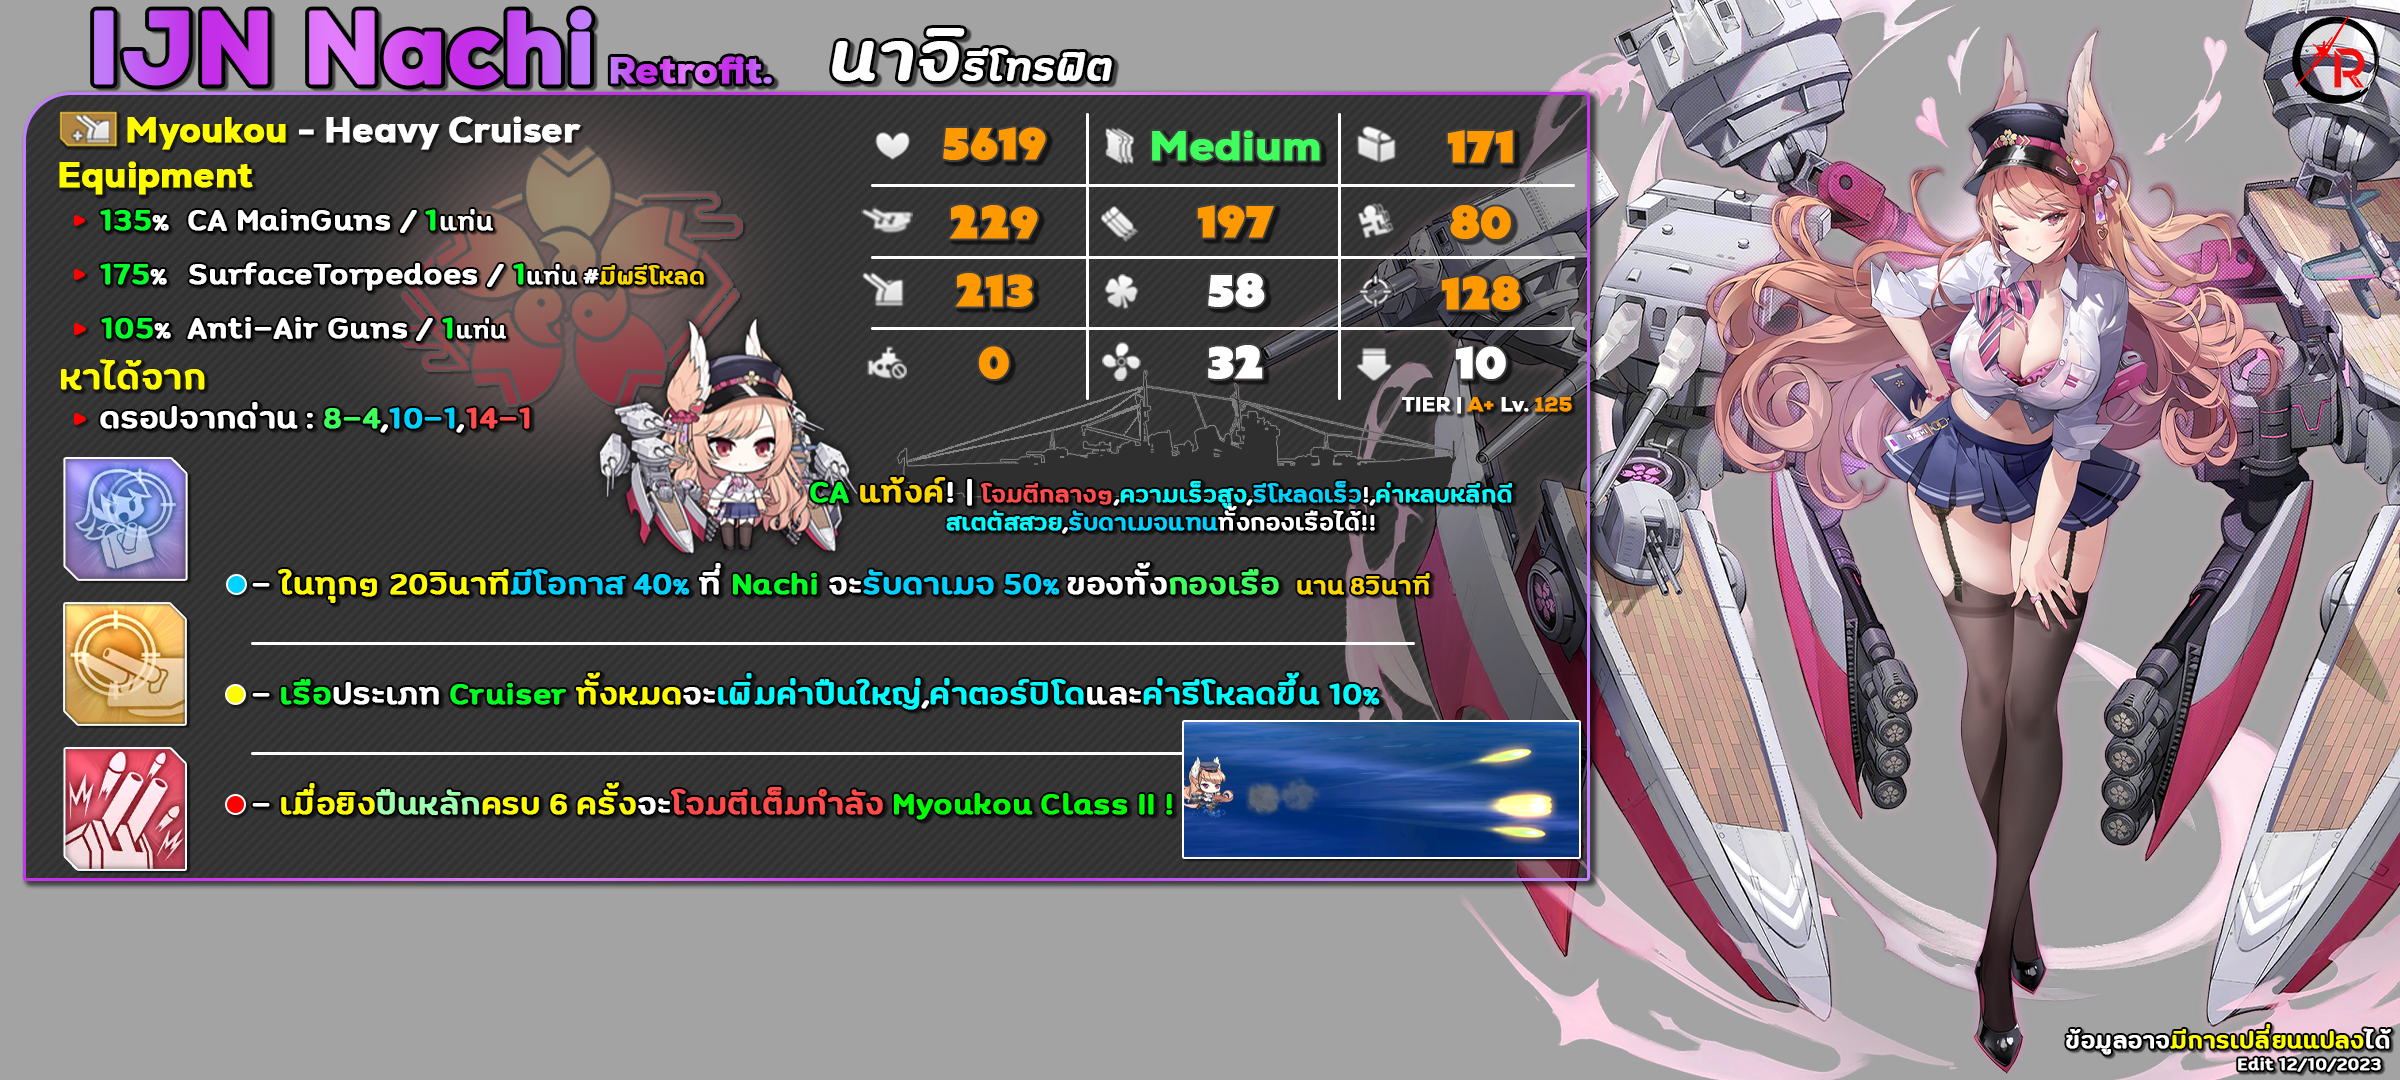 IJN Nachi Retrofit. นาจิรีโทรฟิต
Myoukou - Heavy Cruiser
Equipment
135% CA MainGuns / 1แท่น
175% SurfaceTorpedoes / 1แท่น #มีพรีโหลด
105% Anti-Air Guns / 1แท่น
หาได้จาก
ดรอปจากด่าน : 8-4,10-1,14-1
5619 Medium 171
229 197 80
213 58 128
0 32 10
TIER | A+ Lv. 125
CA แท้งค์! | โจมตีกลางๆ,ความเร็วสูง,รีโหลดเร็ว!,ค่าหลบหลีกดี
สเตตัสสวย,รับดาเมจแทนทั้งกองเรือได้!!
- ในทุกๆ 20วินาทีมีโอกาส 40% ที่ Nachi จะรับดาเมจ 50% ของทั้งกองเรือ นาน 8วินาที
- เรือประเภท Cruiser ทั้งหมดจะเพิ่มค่าปืนใหญ่,ค่าตอร์ปิโดและค่ารีโหลดขึ้น 10%
- เมื่อยิงปืนหลักครบ 6 ครั้งจะโจมตีเต็มกำลัง Myoukou Class II !
R
NACHI
ข้อมูลอาจมีการเปลี่ยนแปลงได้
Edit 12/10/2023